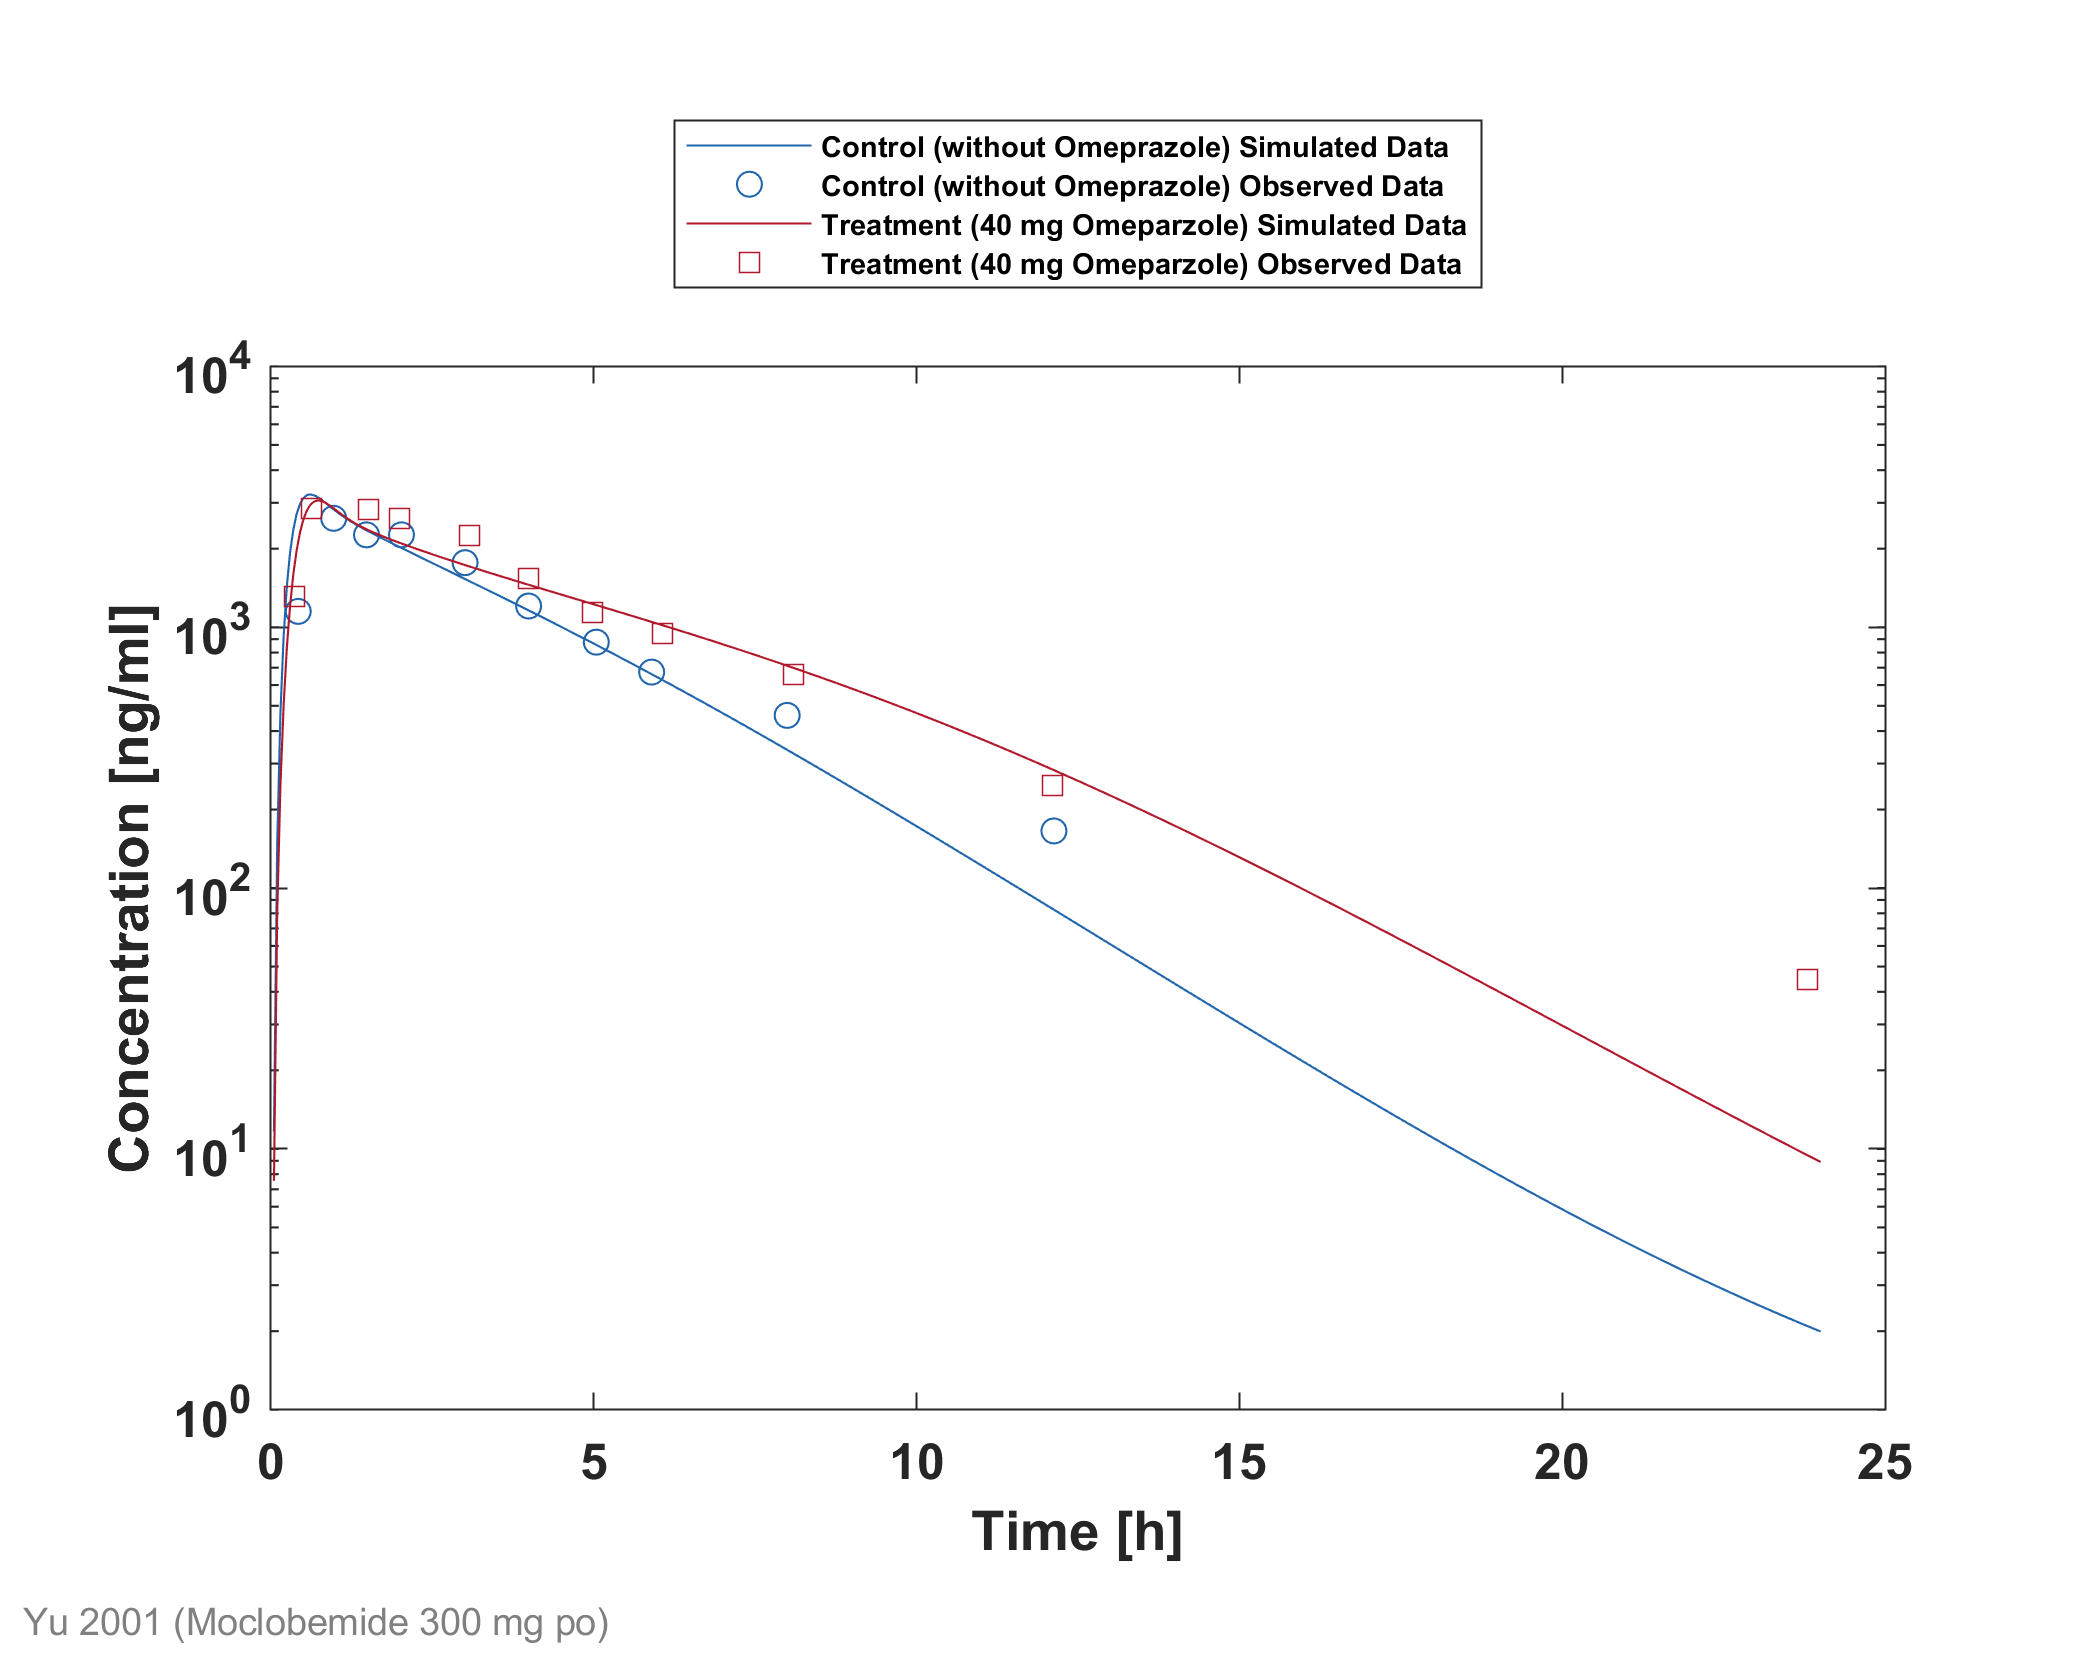 Control (without Omeprazole) Simulated Data
Control (without Omeprazole) Observed Data
Treatment (40 mg Omeparzole) Simulated Data
Treatment (40 mg Omeparzole) Observed Data
10^4
10^3
10^2
10^1
10^0
Concentration [ng/ml]
0 5 10 15 20 25
Time [h]
Yu 2001 (Moclobemide 300 mg po)